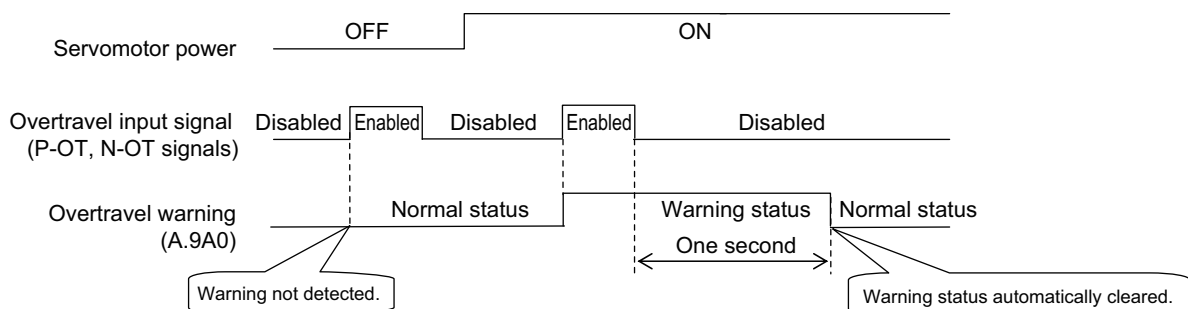 OFF
ON
Servomotor power
Overtravel input signal
(P-OT, N-OT signals)
Disabled
Enabled
Disabled
Enabled
Disabled
Overtravel warning
(A.9A0)
Normal status
Warning status
Normal status
One second
Warning not detected.
Warning status automatically cleared.